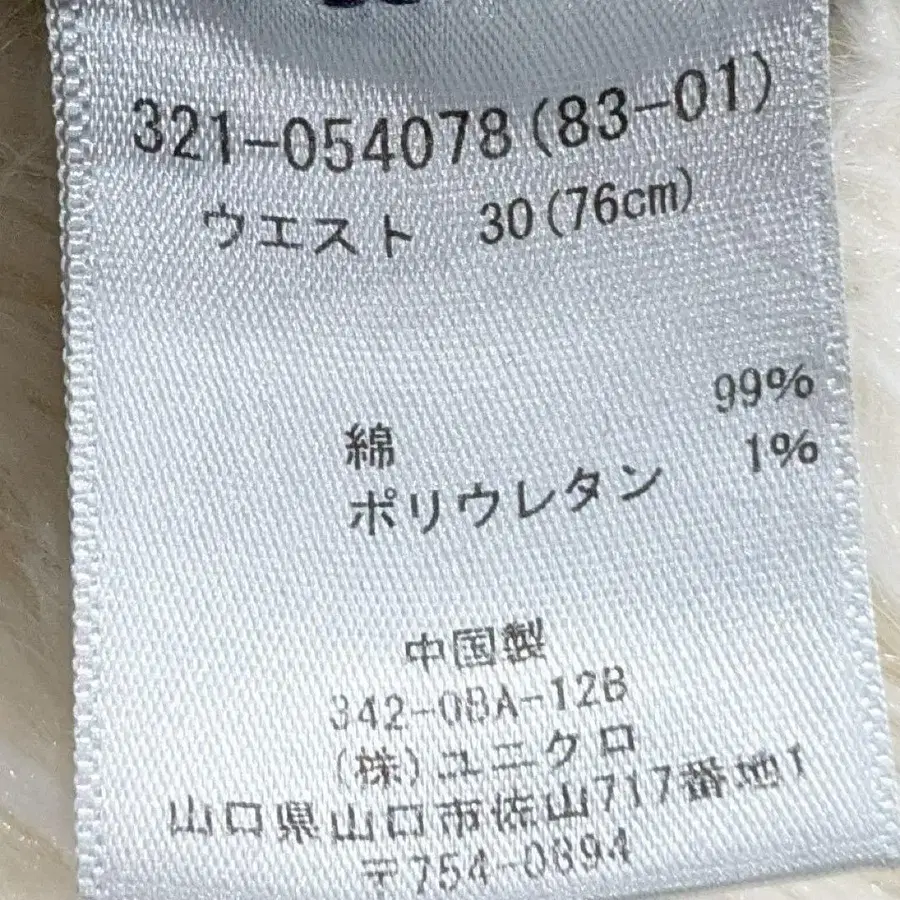 321-054078(83-01)
ウエスト 30(76cm)
綿 99%
ポリウレタン 1%
中国製
342-08A-12B
(株)ユニクロ
山口県山口市佐山717番地1
〒754-0894